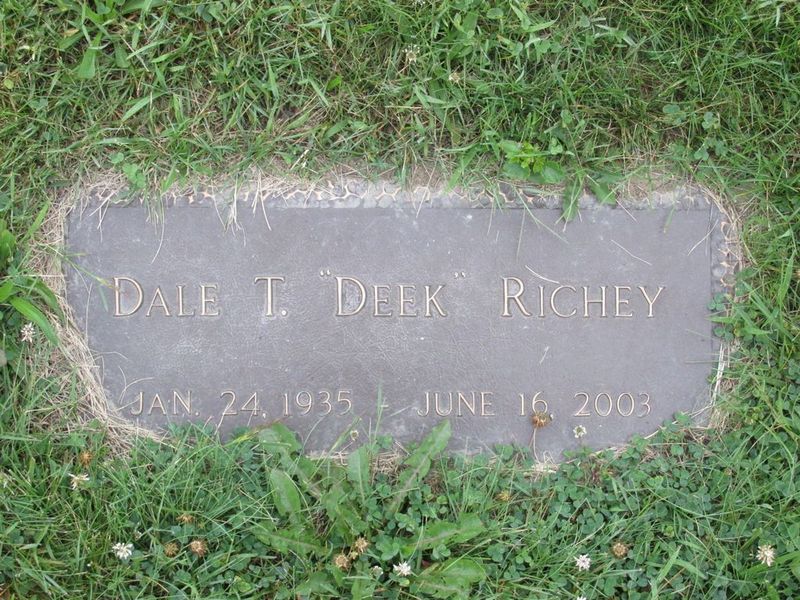 DALE T. "DEEK" RICHEY
JAN. 24, 1935 - JUNE 16 2003